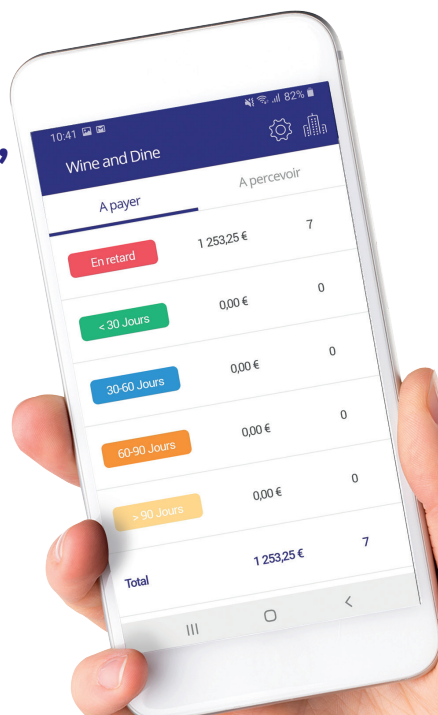 10:41 82%
Wine and Dine
A payer A percevoir
En retard 1 253,25 € 7
< 30 Jours 0,00 € 0
30-60 Jours 0,00 € 0
60-90 Jours 0,00 € 0
> 90 Jours 0,00 € 0
Total 1 253,25 € 7